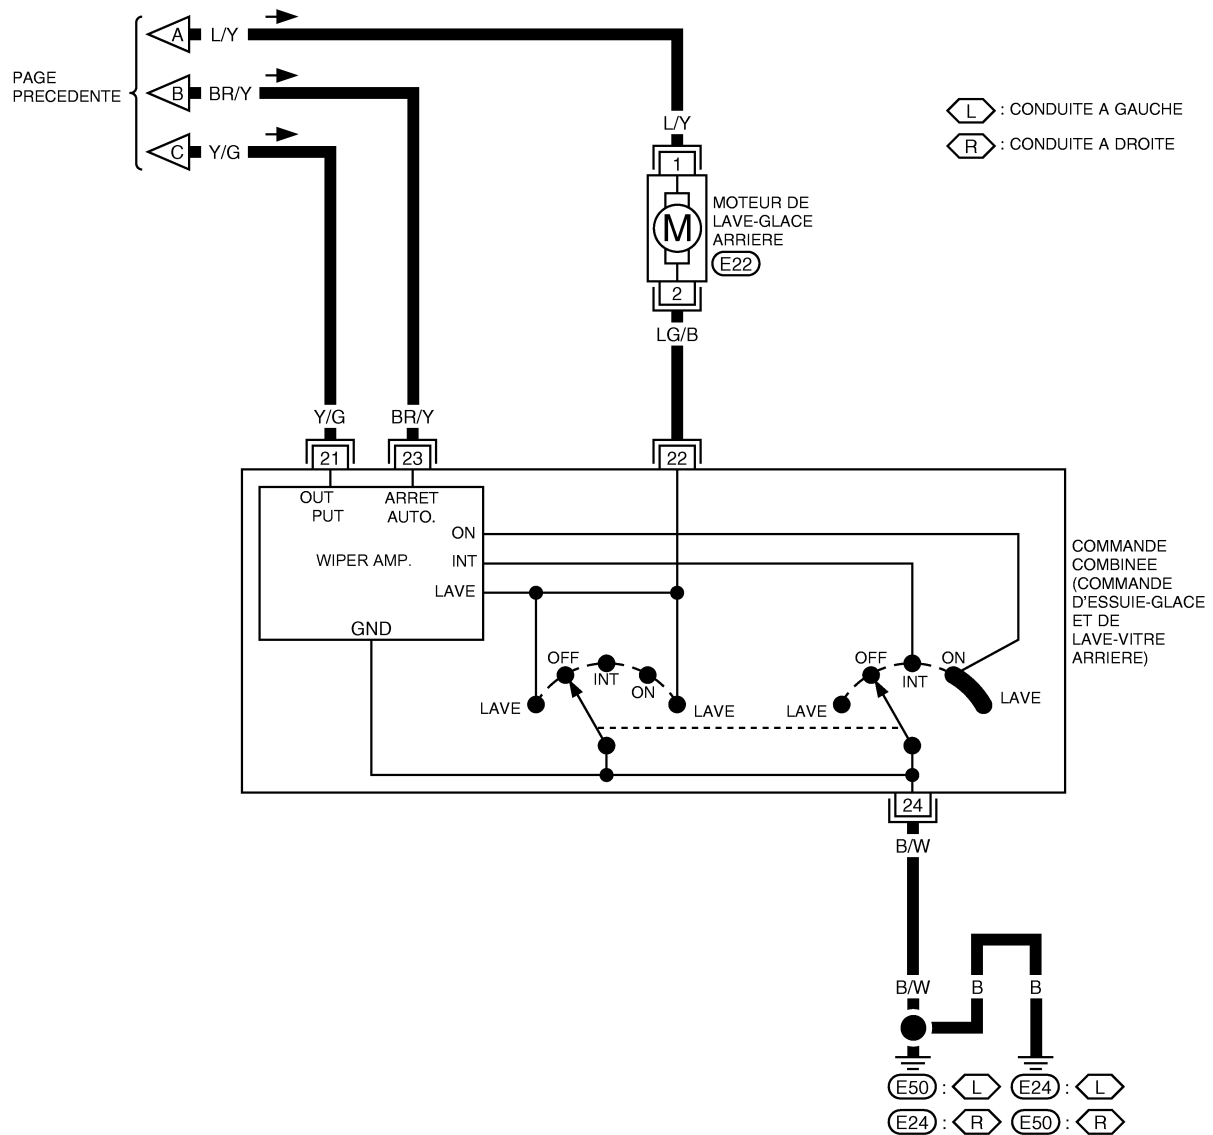 PAGE
PRECEDENTE
A
L/Y
B
BR/Y
C
Y/G
L : CONDUITE A GAUCHE
R : CONDUITE A DROITE
L/Y
1
M
MOTEUR DE
LAVE-GLACE
ARRIERE
E22
2
LG/B
Y/G
BR/Y
21
23
22
OUT
PUT
ARRET
AUTO.
ON
WIPER AMP.
INT
LAVE
GND
COMMANDE
COMBINEE
(COMMANDE
D'ESSUIE-GLACE
ET DE
LAVE-VITRE
ARRIERE)
OFF
INT
ON
LAVE
LAVE
OFF
INT
ON
LAVE
LAVE
24
B/W
B/W
B
B
E50 : L
E24 : L
E24 : R
E50 : R